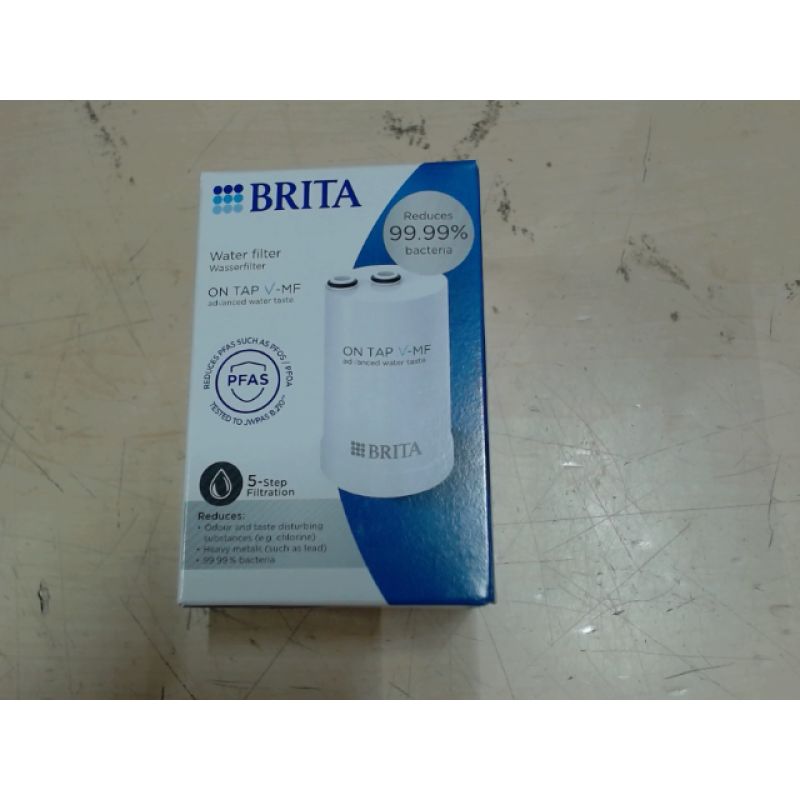 BRITA
Reduces
99.99%
bacteria
Water filter
Wasserfilter
ON TAP V-MF
advanced water taste
REDUCES PFAS SUCH AS PFOS / PFOA
PFAS
TESTED TO JWPAS B.210
ON TAP V-MF
advanced water taste
BRITA
5-Step
Filtration
Reduces:
• Odour and taste disturbing
substances (e.g. chlorine)
• Heavy metals (such as lead)
• 99.99% bacteria